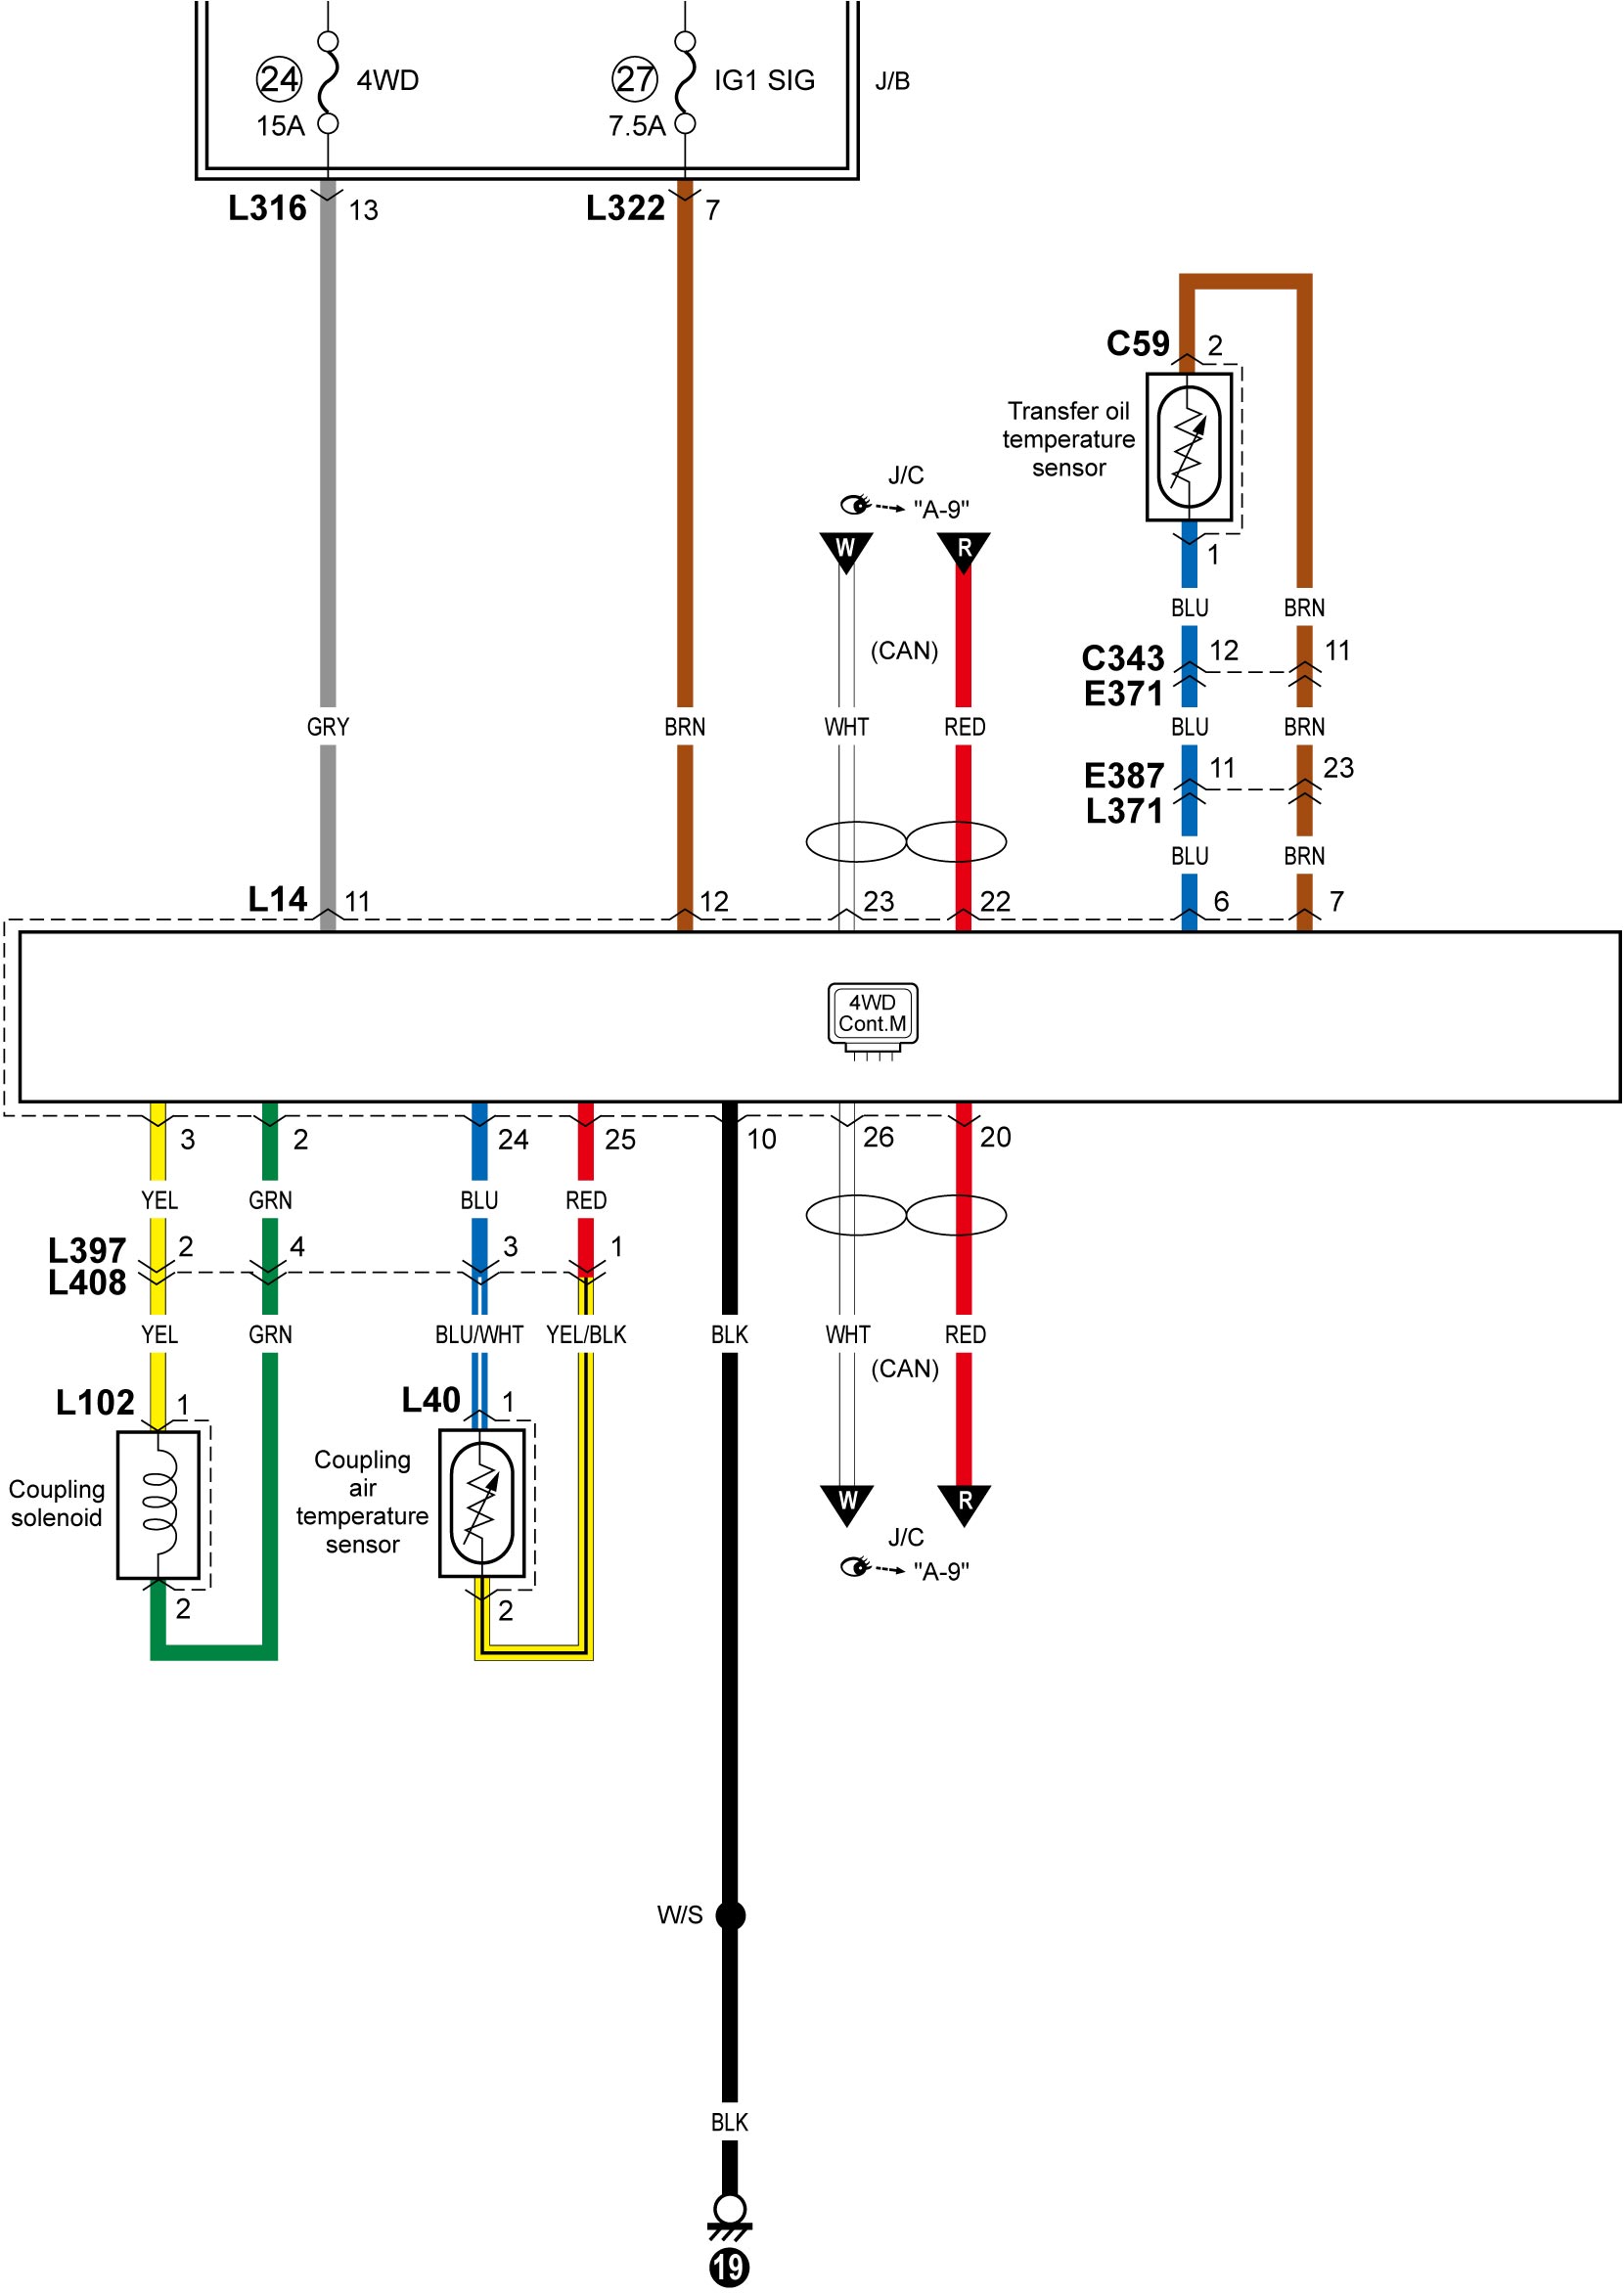 24 4WD
15A
27 IG1 SIG
7.5A
J/B
L316 13
L322 7
C59 2
Transfer oil
temperature
sensor
1
J/C
"A-9"
W R
BLU BRN
(CAN)
C343 12 11
E371
GRY BRN WHT RED BLU BRN
E387 11 23
L371
BLU BRN
L14 11 12 23 22 6 7
4WD
Cont.M
3 2 24 25 10 26 20
YEL GRN BLU RED
L397 2 4 3 1
L408
YEL GRN BLU/WHT YEL/BLK BLK WHT RED
(CAN)
L102 1
L40 1
Coupling
solenoid
Coupling
air
temperature
sensor
W R
J/C
"A-9"
2 2
W/S
BLK
19